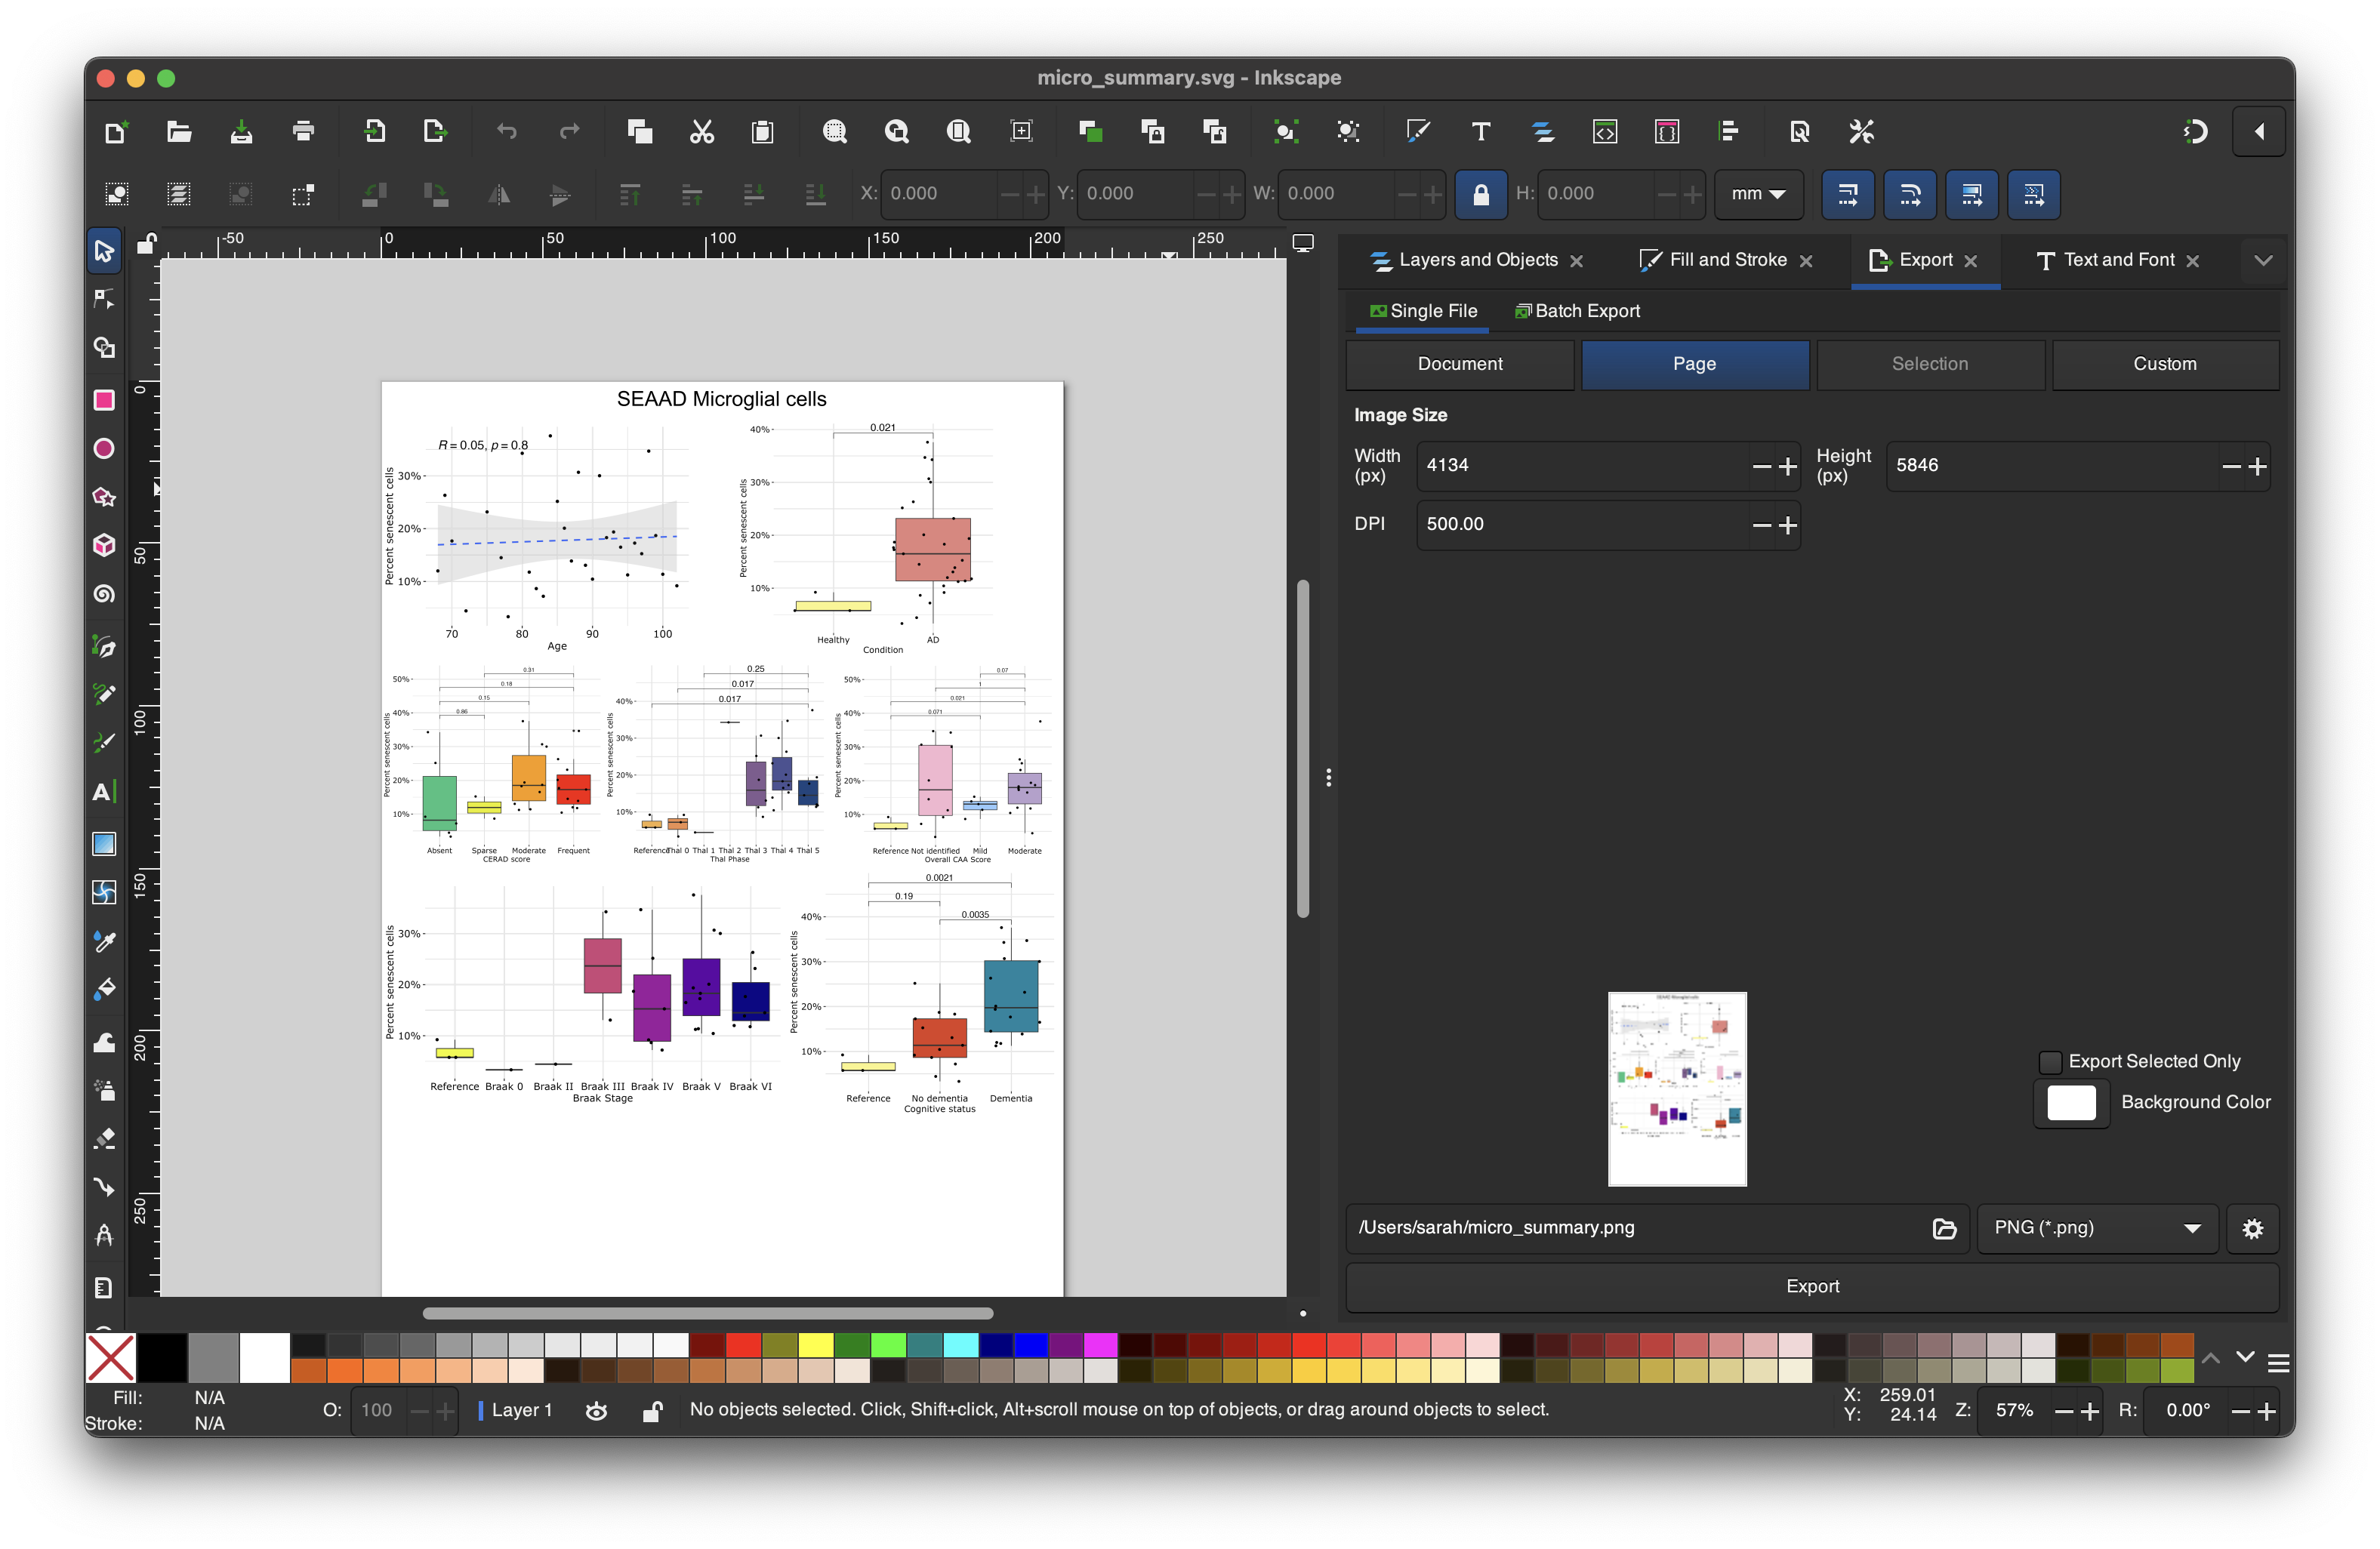 micro_summary.svg - Inkscape
X: 0.000 Y: 0.000 W: 0.000 H: 0.000 mm
-50 0 50 100 150 200 250
0
50
100
150
200
250
Layers and Objects Fill and Stroke Export Text and Font
Single File Batch Export
Document Page Selection Custom
Image Size
Width (px) 4134 Height (px) 5846
DPI 500.00
SEAAD Microglial cells
R = 0.05, p = 0.8
Percent senescent cells
30%
20%
10%
70 80 90 100
Age
0.021
Percent senescent cells
40%
30%
20%
10%
Healthy AD
Condition
0.31
0.18
0.15
0.86
Percent senescent cells
50%
40%
30%
20%
10%
Absent Sparse Moderate Frequent
CERAD score
0.25
0.017
0.017
Percent senescent cells
40%
30%
20%
10%
Reference Thal 0 Thal 1 Thal 2 Thal 3 Thal 4 Thal 5
Thal Phase
0.07
1
0.021
0.071
Percent senescent cells
50%
40%
30%
20%
10%
Reference Not identified Mild Moderate
Overall CAA Score
Percent senescent cells
30%
20%
10%
Reference Braak 0 Braak II Braak III Braak IV Braak V Braak VI
Braak Stage
0.0021
0.19
0.0035
Percent senescent cells
40%
30%
20%
10%
Reference No dementia Dementia
Cognitive status
Export Selected Only
Background Color
/Users/sarah/micro_summary.png PNG (*.png)
Export
Fill: N/A
Stroke: N/A
O: 100 Layer 1 No objects selected. Click, Shift+click, Alt+scroll mouse on top of objects, or drag around objects to select.
X: 259.01
Y: 24.14
Z: 57% R: 0.00°